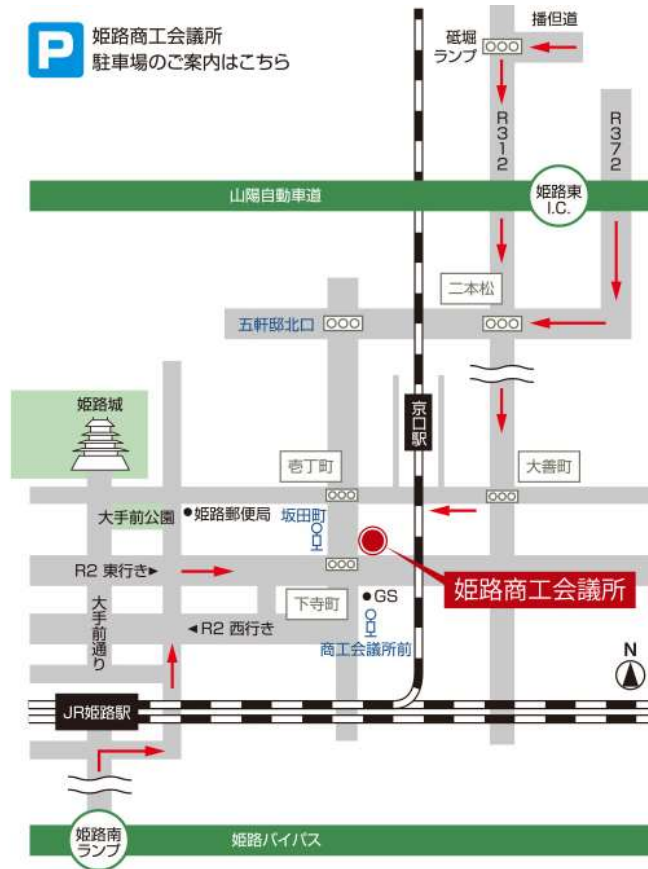 P
姫路商工会議所
駐車場のご案内はこちら
播但道
砥堀
ランプ
R312
R372
山陽自動車道
姫路東
I.C.
二本松
五軒邸北口
姫路城
京口駅
壱丁町
大善町
大手前公園
姫路郵便局
坂田町
R2 東行き
姫路商工会議所
下寺町
GS
大手前通り
R2 西行き
商工会議所前
N
JR姫路駅
姫路南
ランプ
姫路バイパス